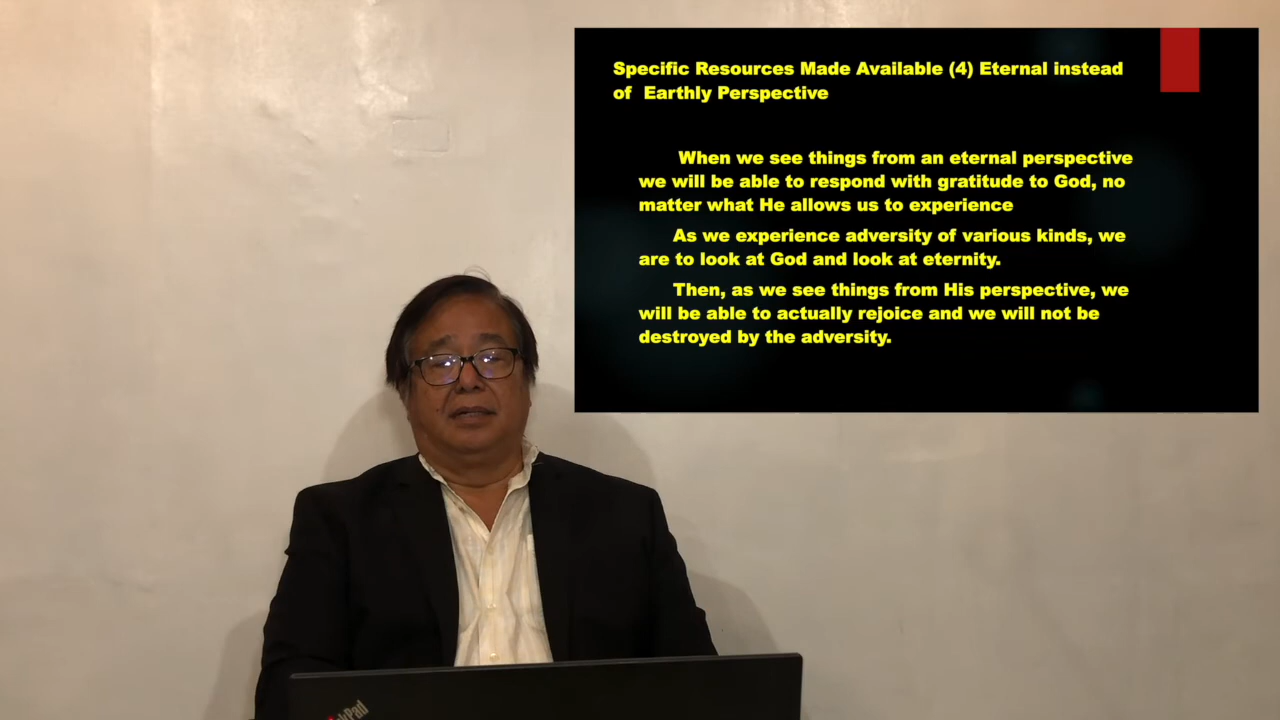 Specific Resources Made Available (4) Eternal instead
of Earthly Perspective
When we see things from an eternal perspective
we will be able to respond with gratitude to God, no
matter what He allows us to experience
As we experience adversity of various kinds, we
are to look at God and look at eternity.
Then, as we see things from His perspective, we
will be able to actually rejoice and we will not be
destroyed by the adversity.